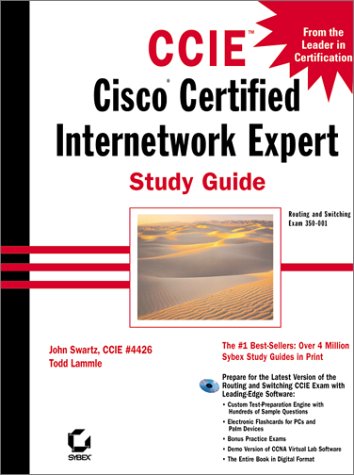 CCIE™
From the
Leader in
Certification
Cisco® Certified
Internetwork Expert
Study Guide
Routing and Switching
Exam 350-001
John Swartz, CCIE #4426
Todd Lammle
The #1 Best-Sellers: Over 4 Million
Sybex Study Guides in Print
Prepare for the Latest Version of the
Routing and Switching CCIE Exam with
Leading-Edge Software:
• Custom Test-Preparation Engine with
Hundreds of Sample Questions
• Electronic Flashcards for PCs and
Palm Devices
• Bonus Practice Exams
• Demo Version of CCNA Virtual Lab Software
• The Entire Book in Digital Format
SYBEX